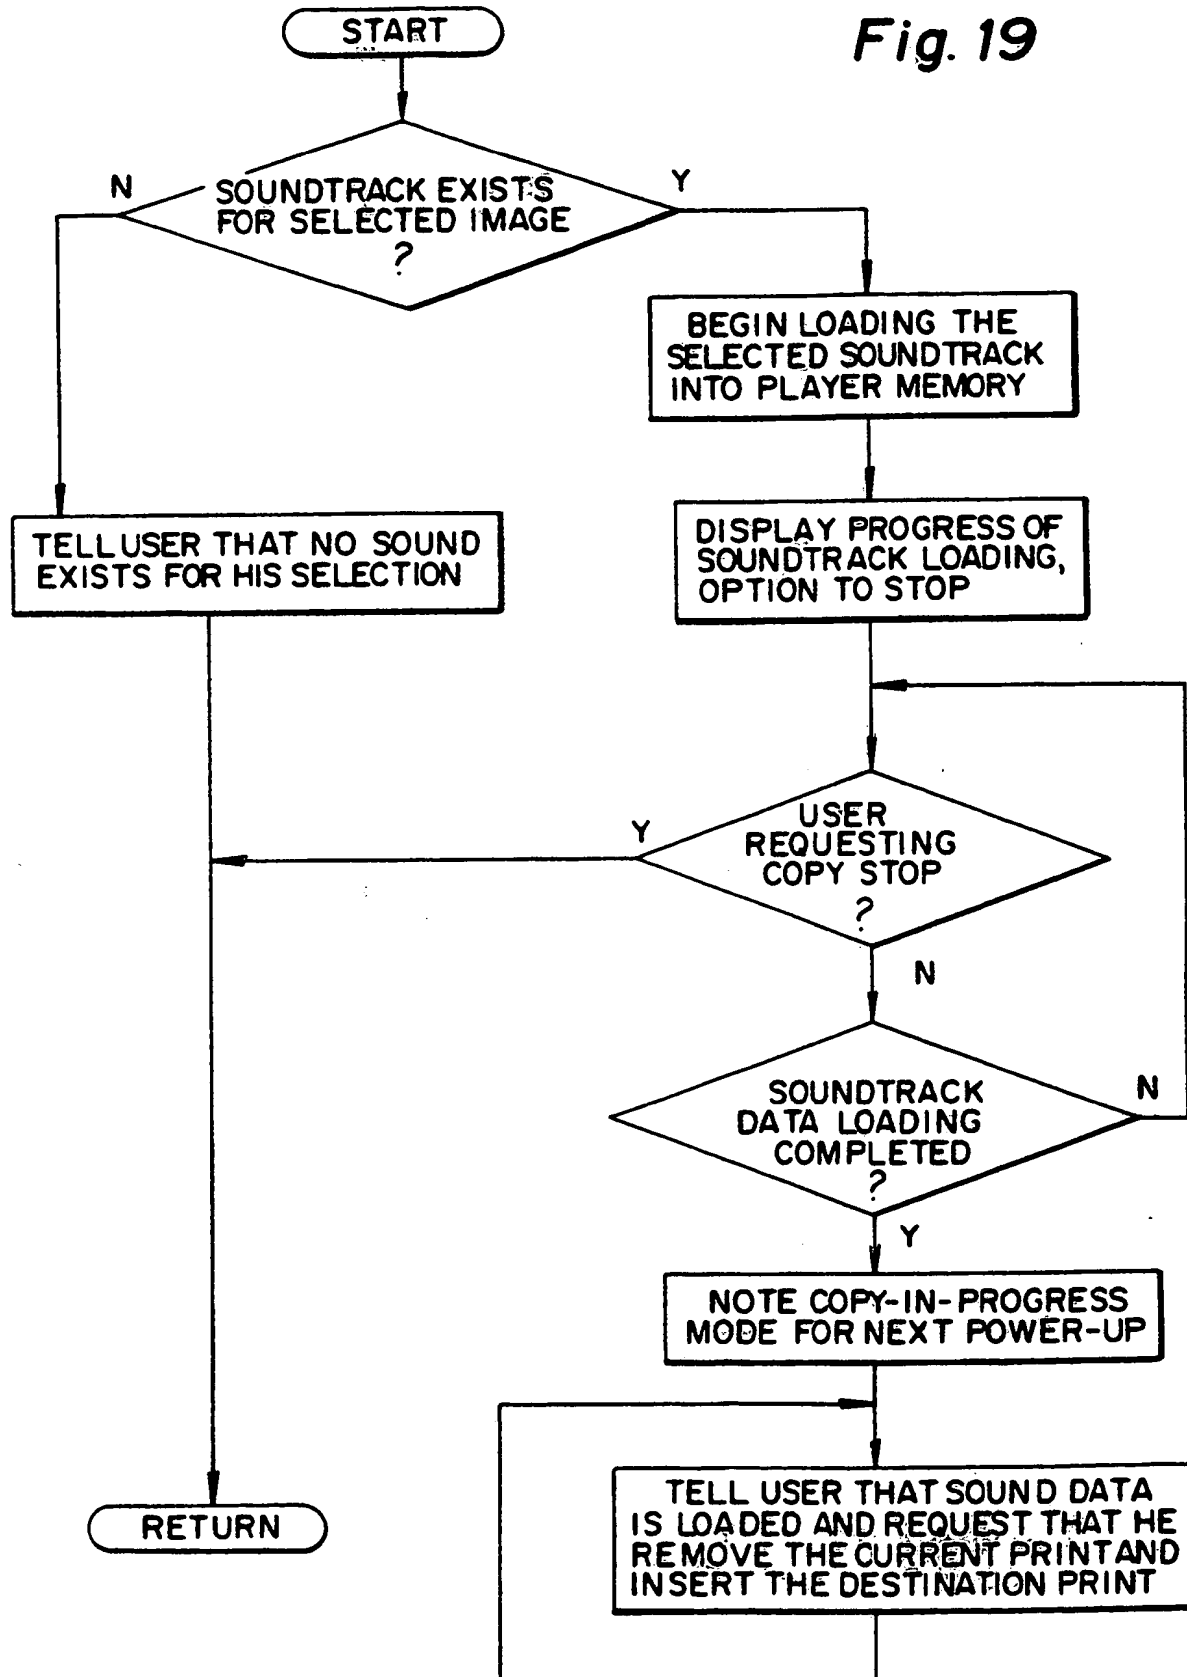 START
Fig. 19
N
SOUNDTRACK EXISTS
FOR SELECTED IMAGE
?
Y
BEGIN LOADING THE
SELECTED SOUNDTRACK
INTO PLAYER MEMORY
TELL USER THAT NO SOUND
EXISTS FOR HIS SELECTION
DISPLAY PROGRESS OF
SOUNDTRACK LOADING,
OPTION TO STOP
Y
USER
REQUESTING
COPY STOP
?
N
SOUNDTRACK
DATA LOADING
COMPLETED
?
N
Y
NOTE COPY-IN-PROGRESS
MODE FOR NEXT POWER-UP
RETURN
TELL USER THAT SOUND DATA
IS LOADED AND REQUEST THAT HE
REMOVE THE CURRENT PRINT AND
INSERT THE DESTINATION PRINT